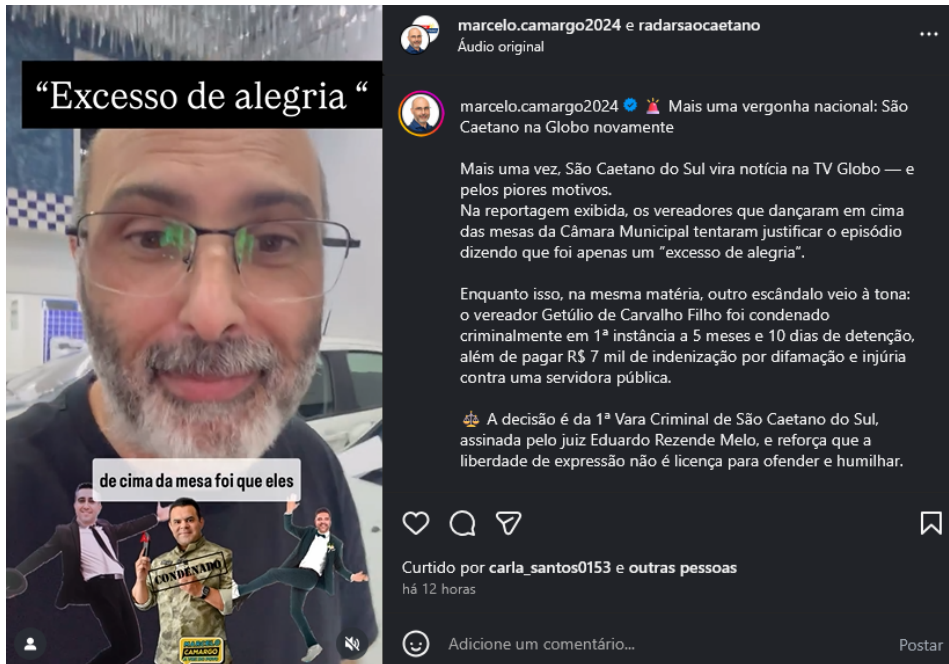 “Excesso de alegria “
de cima da mesa foi que eles
CONDENADO
MARCELO
CAMARGO
marcelo.camargo2024 e radarsaocaetano
Áudio original
marcelo.camargo2024 🚨 Mais uma vergonha nacional: São
Caetano na Globo novamente
Mais uma vez, São Caetano do Sul vira notícia na TV Globo — e
pelos piores motivos.
Na reportagem exibida, os vereadores que dançaram em cima
das mesas da Câmara Municipal tentaram justificar o episódio
dizendo que foi apenas um “excesso de alegria”.
Enquanto isso, na mesma matéria, outro escândalo veio à tona:
o vereador Getúlio de Carvalho Filho foi condenado
criminalmente em 1ª instância a 5 meses e 10 dias de detenção,
além de pagar R$ 7 mil de indenização por difamação e injúria
contra uma servidora pública.
⚖️ A decisão é da 1ª Vara Criminal de São Caetano do Sul,
assinada pelo juiz Eduardo Rezende Melo, e reforça que a
liberdade de expressão não é licença para ofender e humilhar.
Curtido por carla_santos0153 e outras pessoas
há 12 horas
Adicione um comentário...
Postar